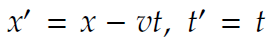 x′ = x − vt, t′ = t